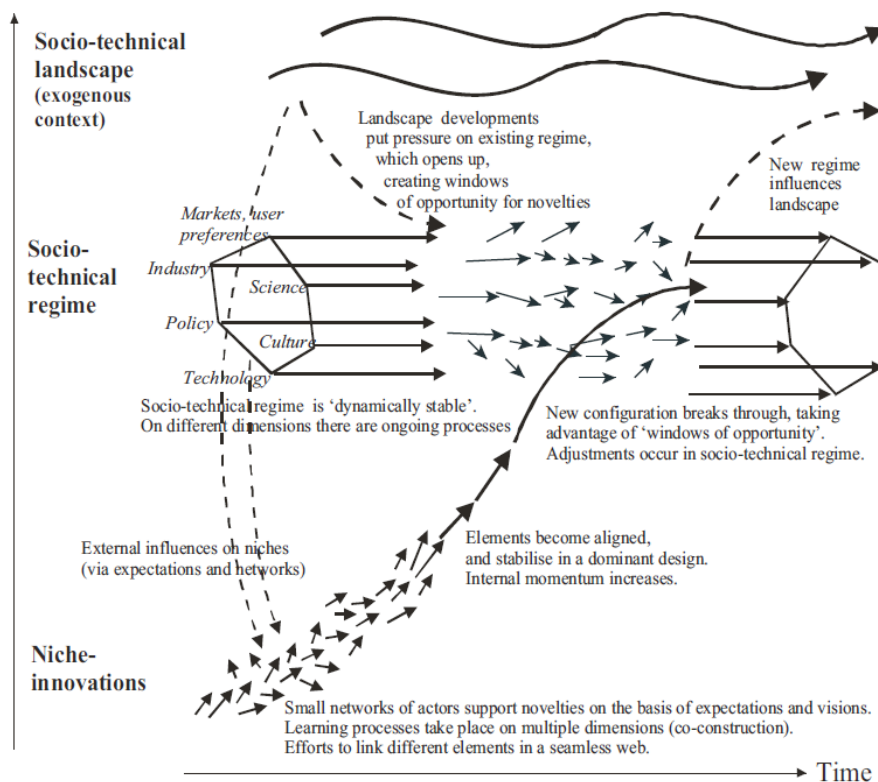 Socio-technical
landscape
(exogenous
context)
Landscape developments
put pressure on existing regime,
which opens up,
creating windows
of opportunity for novelties
New regime
influences
landscape
Socio-
technical
regime
Markets, user
preferences
Industry
Science
Policy
Culture
Technology
Socio-technical regime is ‘dynamically stable’.
On different dimensions there are ongoing processes
New configuration breaks through, taking
advantage of ‘windows of opportunity’.
Adjustments occur in socio-technical regime.
External influences on niches
(via expectations and networks)
Elements become aligned,
and stabilise in a dominant design.
Internal momentum increases.
Niche-
innovations
Small networks of actors support novelties on the basis of expectations and visions.
Learning processes take place on multiple dimensions (co-construction).
Efforts to link different elements in a seamless web.
Time